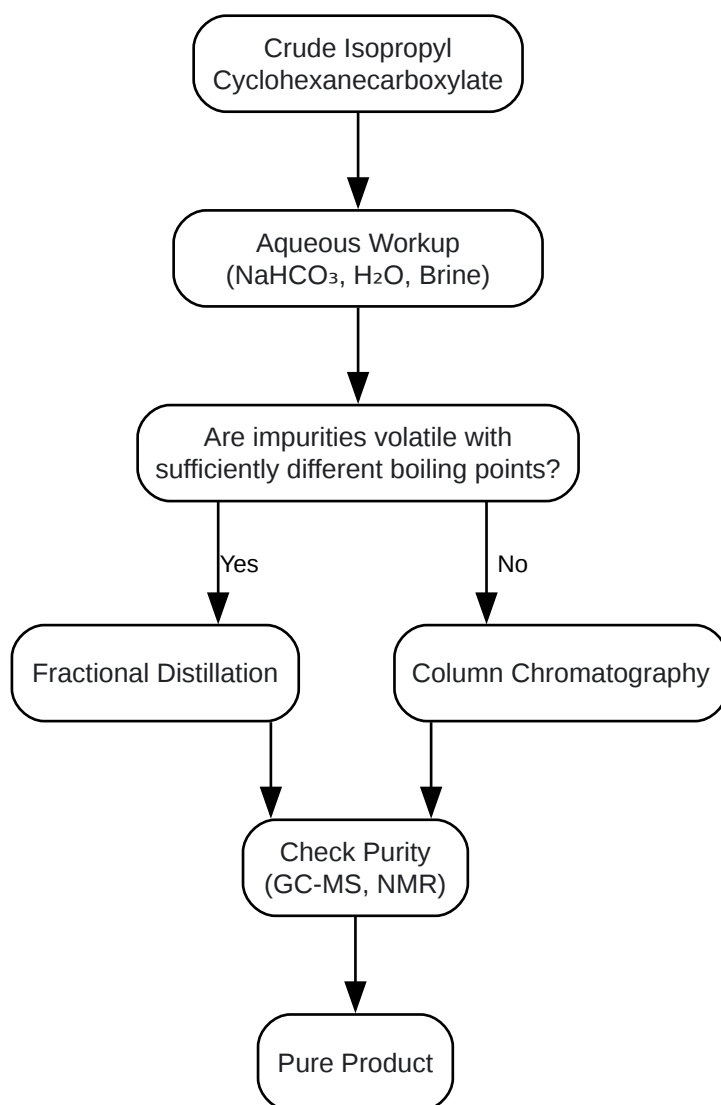 Crude Isopropyl
Cyclohexanecarboxylate
Aqueous Workup
(NaHCO₃, H₂O, Brine)
Are impurities volatile with
sufficiently different boiling points?
Yes
No
Fractional Distillation
Column Chromatography
Check Purity
(GC-MS, NMR)
Pure Product